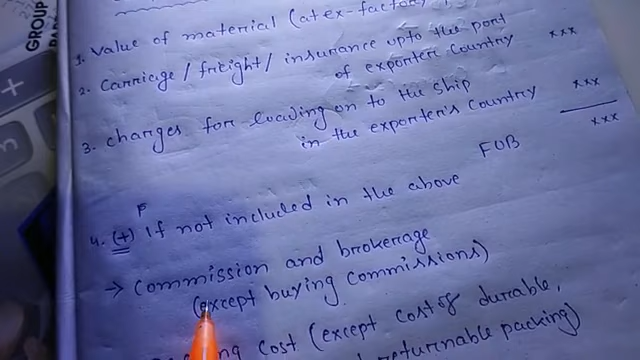 GROUP
1. Value of material (at ex-factory
2. Carriage / freight / insurance upto the port
of exporter Country xxx
3. Charges for loading on to the ship
in the exporter's Country xxx
FOB xxx
4. (+) If not included in the above
→ Commission and brokerage
(except buying commissions)
ng cost (except cost of durable,
returnable packing)